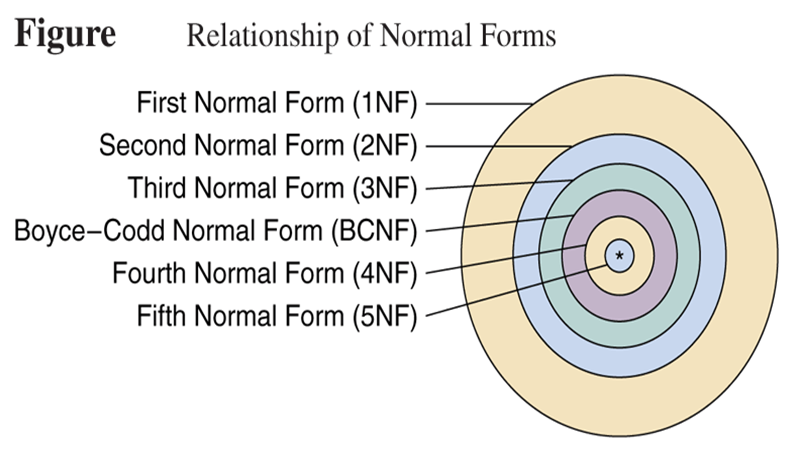 Figure Relationship of Normal Forms
First Normal Form (1NF)
Second Normal Form (2NF)
Third Normal Form (3NF)
Boyce–Codd Normal Form (BCNF)
Fourth Normal Form (4NF)
Fifth Normal Form (5NF)
*